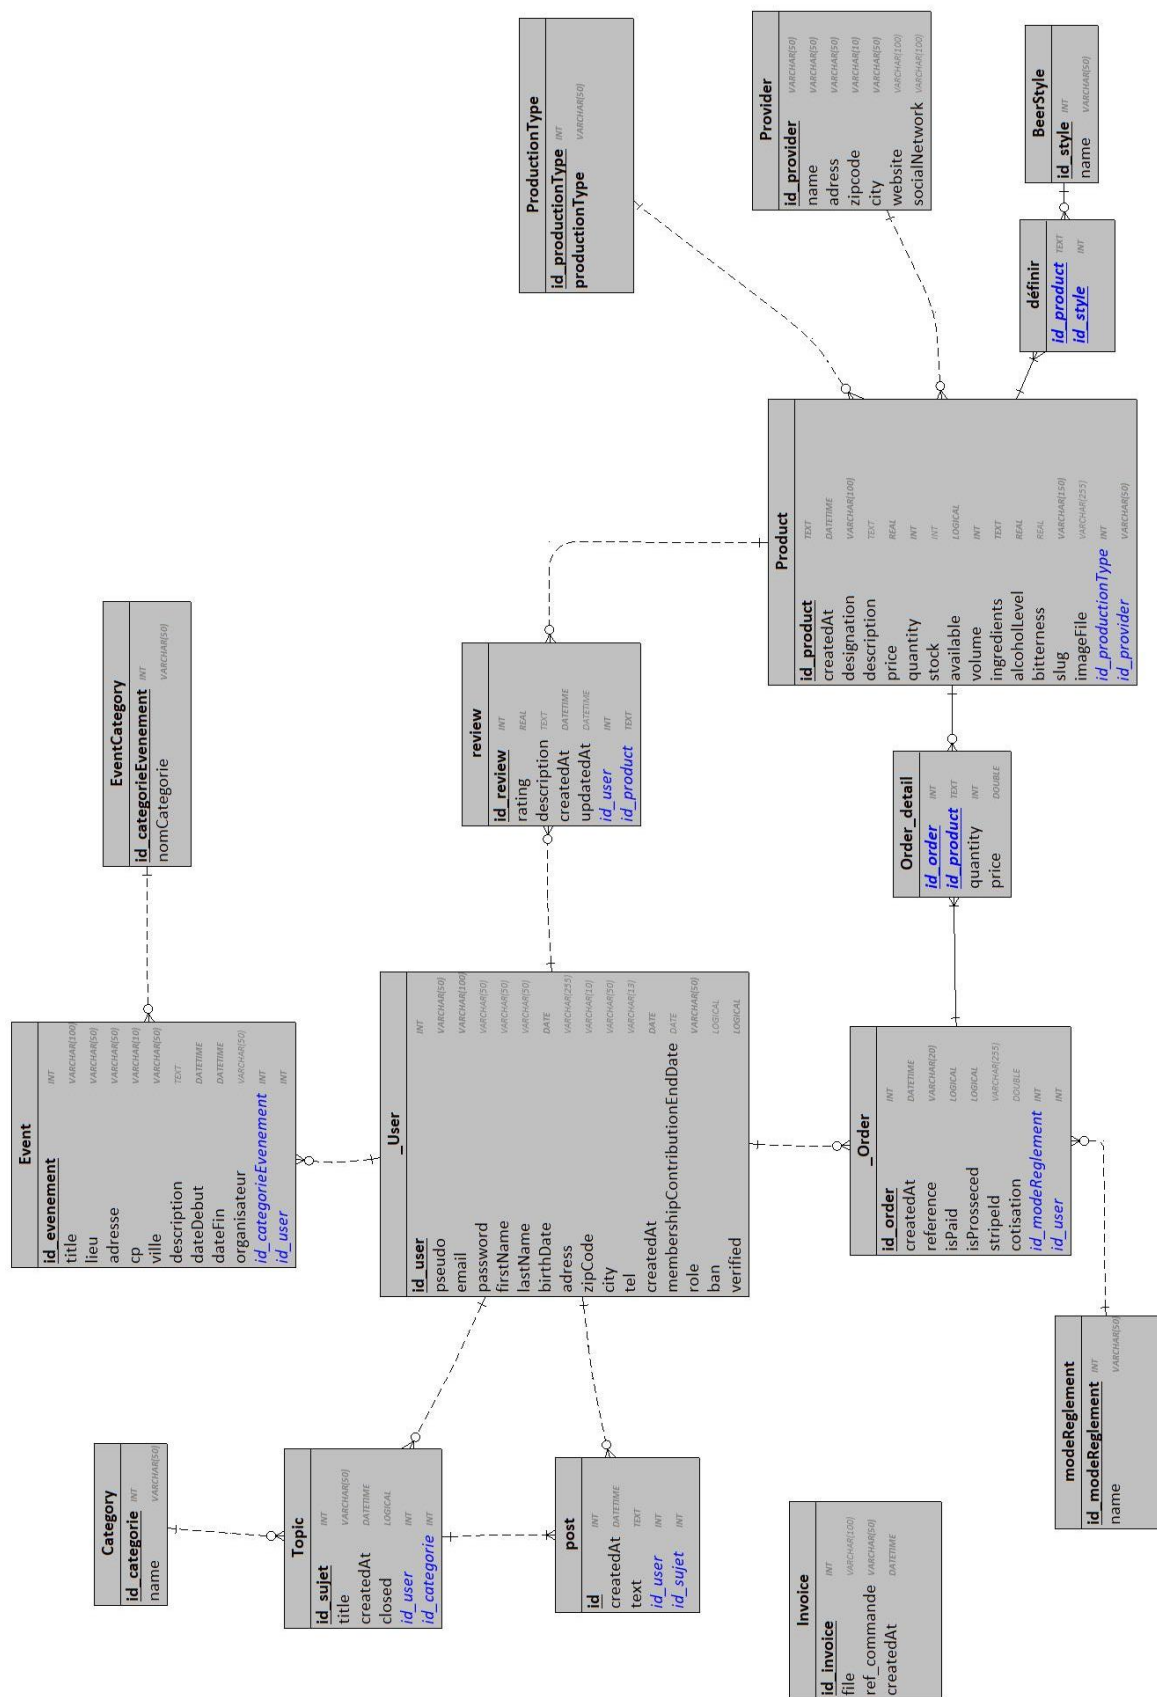 Category
id_categorie INT
name VARCHAR(50)
Topic
id_sujet INT
title VARCHAR(50)
createdAt DATETIME
closed LOGICAL
id_user INT
id_categorie INT
post
id INT
createdAt DATETIME
text TEXT
id_user INT
id_sujet INT
Invoice
id_invoice INT
file VARCHAR(100)
ref_commande VARCHAR(50)
createdAt DATETIME
modeReglement
id_modeReglement INT
name VARCHAR(50)
Event
id_evenement INT
title VARCHAR(100)
lieu VARCHAR(50)
adresse VARCHAR(50)
cp VARCHAR(10)
ville VARCHAR(50)
description TEXT
dateDebut DATETIME
dateFin DATETIME
organisateur VARCHAR(50)
id_categorieEvenement INT
id_user INT
_User
id_user INT
pseudo VARCHAR(50)
email VARCHAR(100)
password VARCHAR(50)
firstName VARCHAR(50)
lastName VARCHAR(50)
birthDate DATE
adress VARCHAR(255)
zipCode VARCHAR(10)
city VARCHAR(50)
tel VARCHAR(13)
createdAt DATE
membershipContributionEndDate DATE
role VARCHAR(50)
ban LOGICAL
verified LOGICAL
_Order
id_order INT
createdAt DATETIME
reference VARCHAR(20)
isPaid LOGICAL
isProsseced LOGICAL
stripeId VARCHAR(255)
cotisation DOUBLE
id_modeReglement INT
id_user INT
EventCategory
id_categorieEvenement INT
nomCategorie VARCHAR(50)
review
id_review INT
rating REAL
description TEXT
createdAt DATETIME
updatedAt DATETIME
id_user INT
id_product TEXT
Order_detail
id_order INT
id_product TEXT
quantity INT
price DOUBLE
Product
id_product TEXT
createdAt DATETIME
designation VARCHAR(100)
description TEXT
price REAL
quantity INT
stock INT
available LOGICAL
volume INT
ingredients TEXT
alcoholLevel REAL
bitterness REAL
slug VARCHAR(150)
imageFile VARCHAR(255)
id_productionType INT
id_provider VARCHAR(50)
ProductionType
id_productionType INT
productionType VARCHAR(50)
Provider
id_provider VARCHAR(50)
name VARCHAR(50)
adress VARCHAR(50)
zipcode VARCHAR(10)
city VARCHAR(50)
website VARCHAR(100)
socialNetwork VARCHAR(100)
définir
id_product TEXT
id_style INT
BeerStyle
id_style INT
name VARCHAR(50)